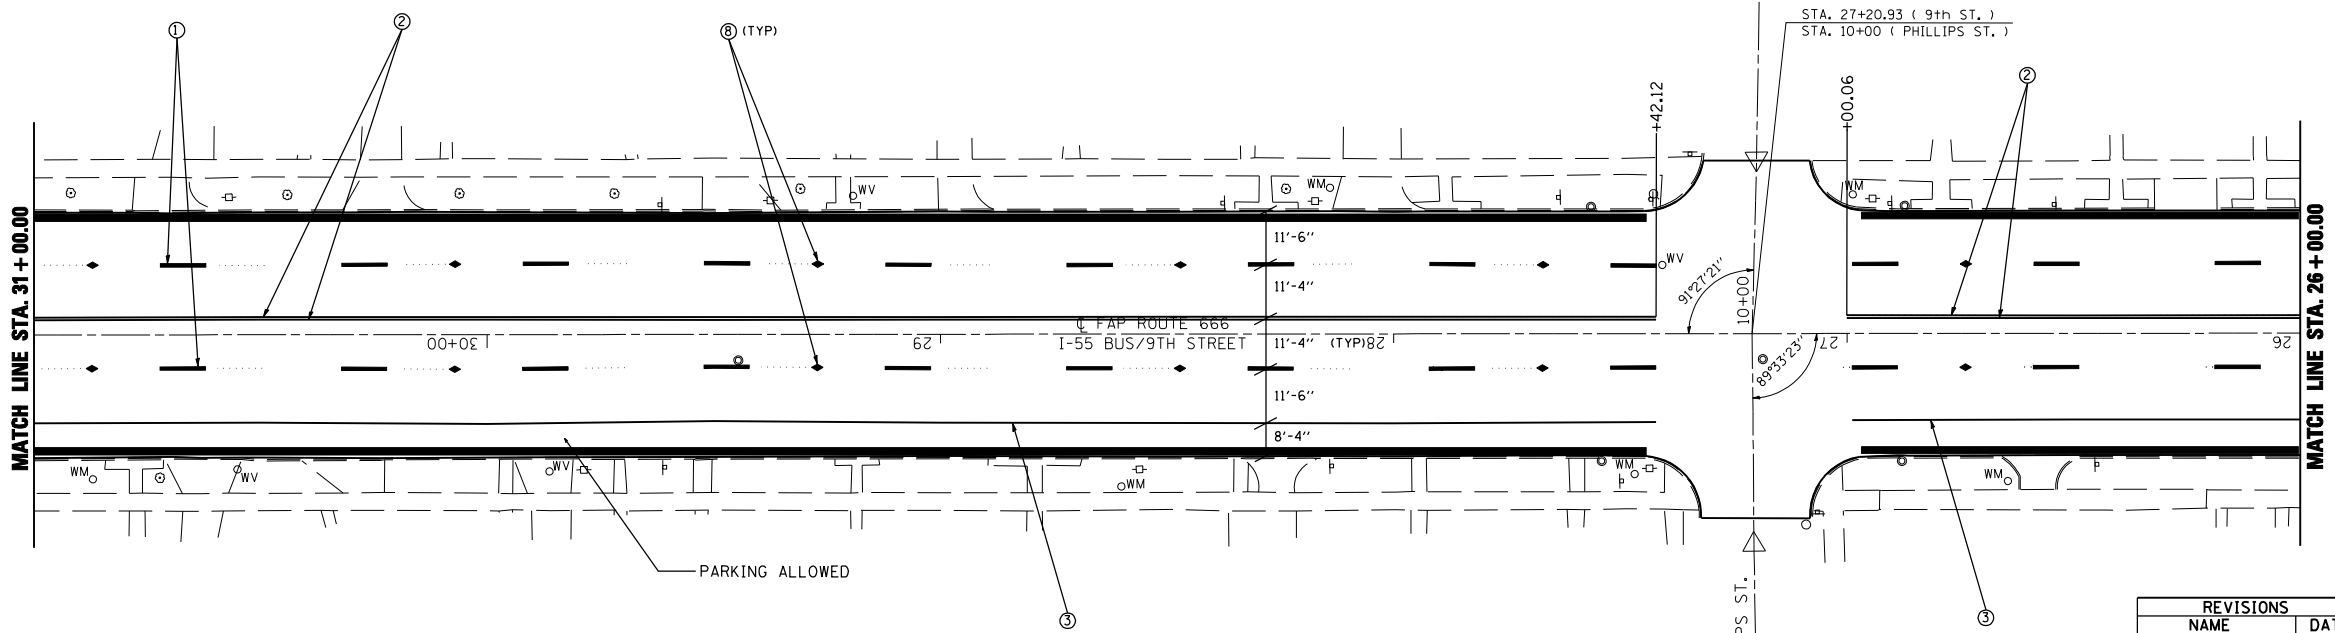 1
2
8 (TYP)
STA. 27+20.93 ( 9th ST. )
STA. 10+00 ( PHILLIPS ST. )
2
+42.12
+00.06
WV
WM
WM
MATCH LINE STA. 31 + 00.00
MATCH LINE STA. 26 + 00.00
11'-6''
WV
11'-4''
91°27'21''
10+00
℄ FAP ROUTE 666
30+00
29
I-55 BUS/9TH STREET
11'-4'' (TYP)
28
27
26
89°33'23''
11'-6''
8'-4''
WM
WV
WV
WM
WM
WM
PARKING ALLOWED
3
3
PS ST.
REVISIONS
NAME
DAT